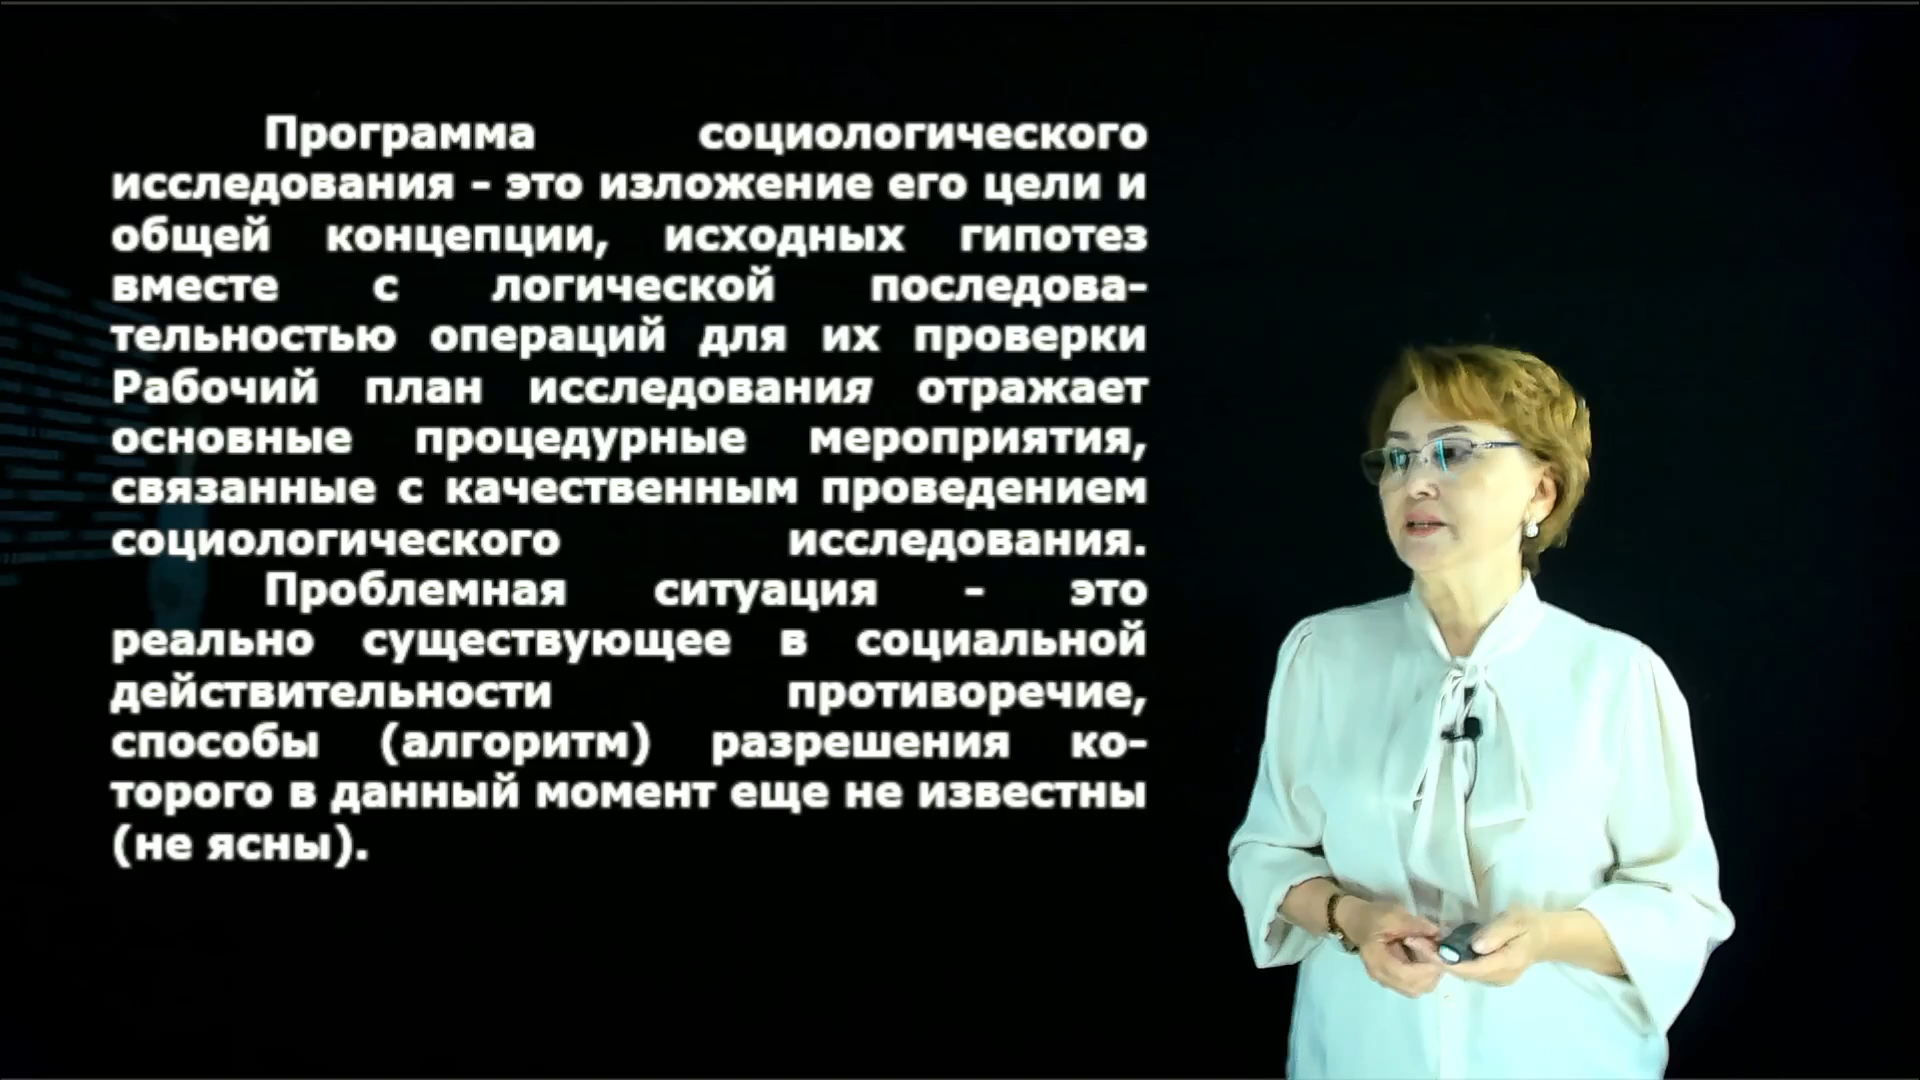 Программа социологического
исследования - это изложение его цели и
общей концепции, исходных гипотез
вместе с логической последова-
тельностью операций для их проверки
Рабочий план исследования отражает
основные процедурные мероприятия,
связанные с качественным проведением
социологического исследования.
Проблемная ситуация - это
реально существующее в социальной
действительности противоречие,
способы (алгоритм) разрешения ко-
торого в данный момент еще не известны
(не ясны).